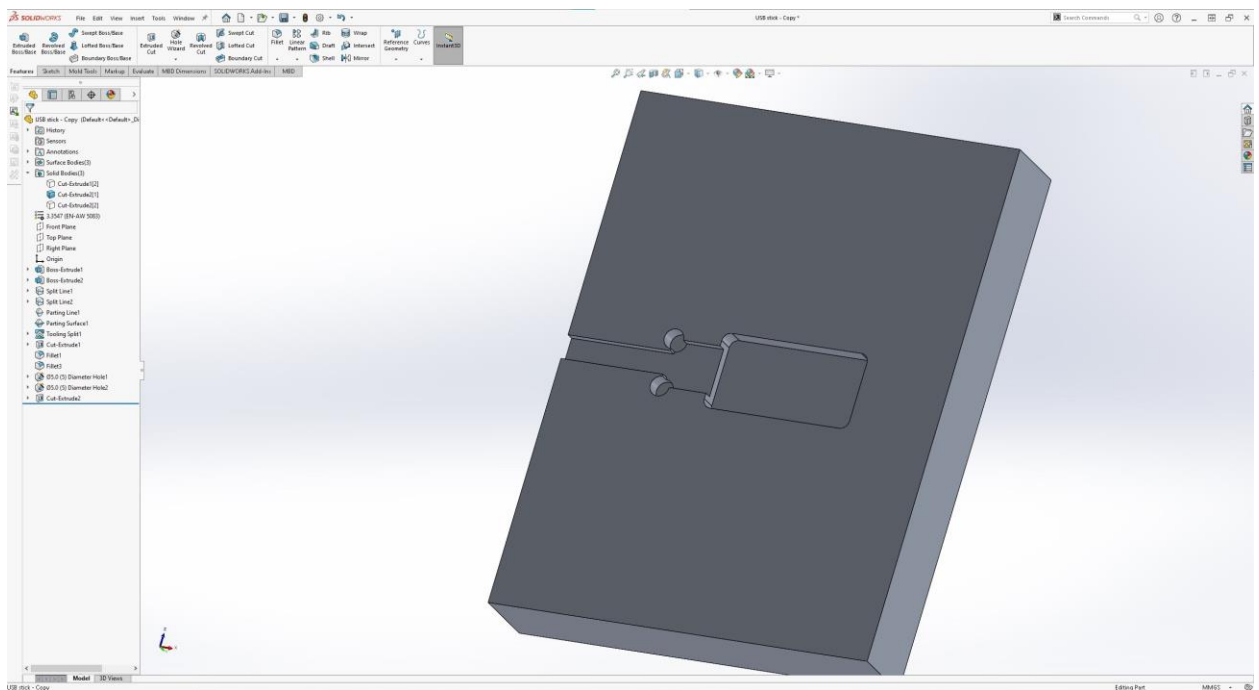 SOLIDWORKS File Edit View Insert Tools Window
USB stick - Copy *
Search Commands
Extruded Boss/Base
Revolved Boss/Base
Swept Boss/Base
Lofted Boss/Base
Boundary Boss/Base
Extruded Cut
Hole Wizard
Revolved Cut
Swept Cut
Lofted Cut
Boundary Cut
Fillet
Linear Pattern
Rib
Draft
Shell
Wrap
Intersect
Mirror
Reference Geometry
Curves
Instant3D
Features Sketch Mold Tools Markup Evaluate MBD Dimensions SOLIDWORKS Add-Ins MBD
USB stick - Copy (Default<<Default>_Di
History
Sensors
Annotations
Surface Bodies(3)
Solid Bodies(3)
Cut-Extrude1[2]
Cut-Extrude2[1]
Cut-Extrude2[2]
3.3547 (EN-AW 5083)
Front Plane
Top Plane
Right Plane
Origin
Boss-Extrude1
Boss-Extrude2
Split Line1
Split Line2
Parting Line1
Parting Surface1
Tooling Split1
Cut-Extrude1
Fillet1
Fillet3
Ø5.0 (5) Diameter Hole1
Ø5.0 (5) Diameter Hole2
Cut-Extrude2
Model 3D Views
USB stick - Copy
Editing Part MMGS